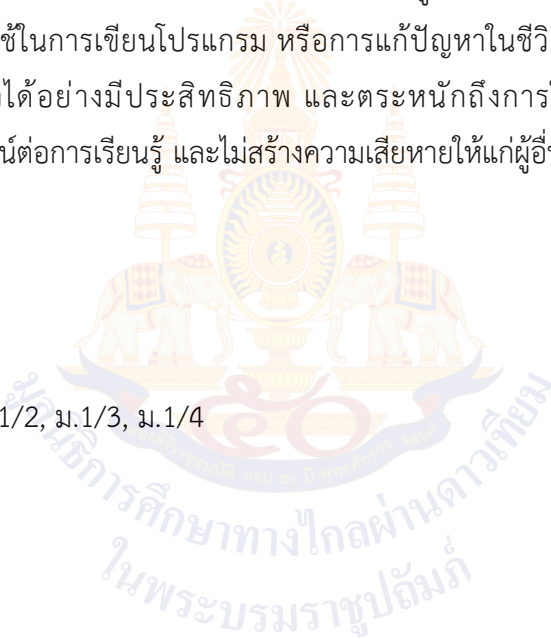 ช้ในการเขียนโปรแกรม หรือการแก้ปัญหาในชีวิ
ได้อย่างมีประสิทธิภาพ และตระหนักถึงการใ
น์ต่อการเรียนรู้ และไม่สร้างความเสียหายให้แก่ผู้อื่น
1/2, ม.1/3, ม.1/4
มูลนิธิการศึกษาทางไกลผ่านดาวเทียม
ในพระบรมราชูปถัมภ์